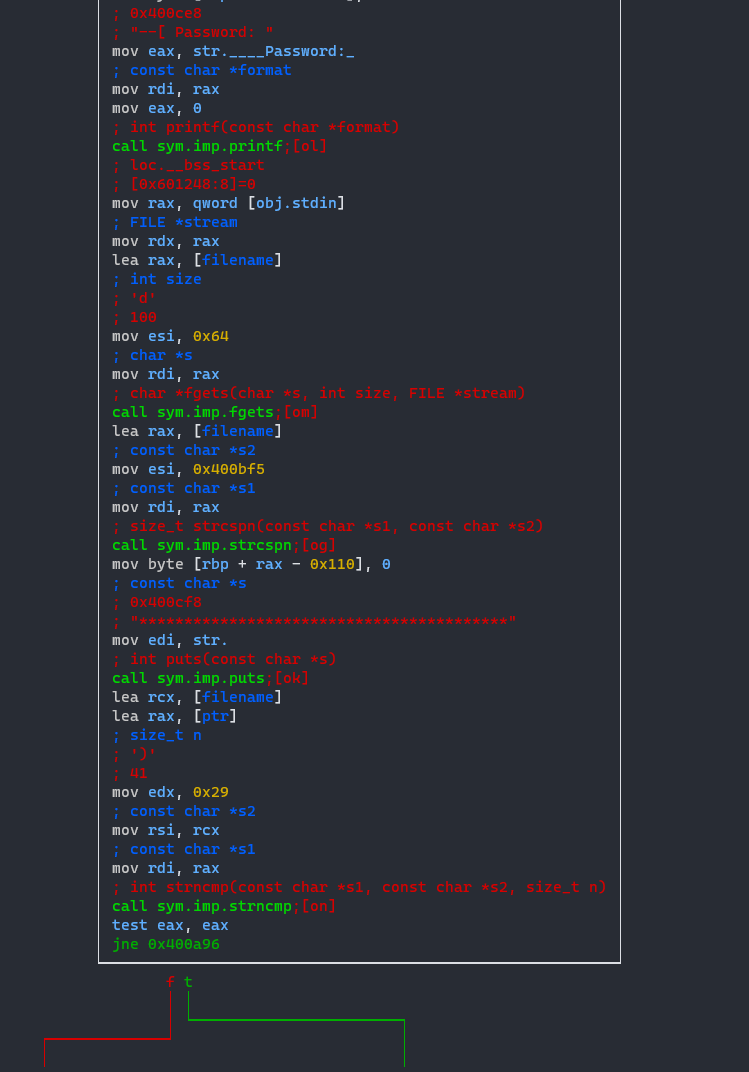 ; 0x400ce8
; "--[ Password: "
mov eax, str.____Password:_
; const char *format
mov rdi, rax
mov eax, 0
; int printf(const char *format)
call sym.imp.printf;[ol]
; loc.__bss_start
; [0x601248:8]=0
mov rax, qword [obj.stdin]
; FILE *stream
mov rdx, rax
lea rax, [filename]
; int size
; 'd'
; 100
mov esi, 0x64
; char *s
mov rdi, rax
; char *fgets(char *s, int size, FILE *stream)
call sym.imp.fgets;[om]
lea rax, [filename]
; const char *s2
mov esi, 0x400bf5
; const char *s1
mov rdi, rax
; size_t strcspn(const char *s1, const char *s2)
call sym.imp.strcspn;[og]
mov byte [rbp + rax - 0x110], 0
; const char *s
; 0x400cf8
; "*****************************************"
mov edi, str.
; int puts(const char *s)
call sym.imp.puts;[ok]
lea rcx, [filename]
lea rax, [ptr]
; size_t n
; ')'
; 41
mov edx, 0x29
; const char *s2
mov rsi, rcx
; const char *s1
mov rdi, rax
; int strncmp(const char *s1, const char *s2, size_t n)
call sym.imp.strncmp;[on]
test eax, eax
jne 0x400a96
f t